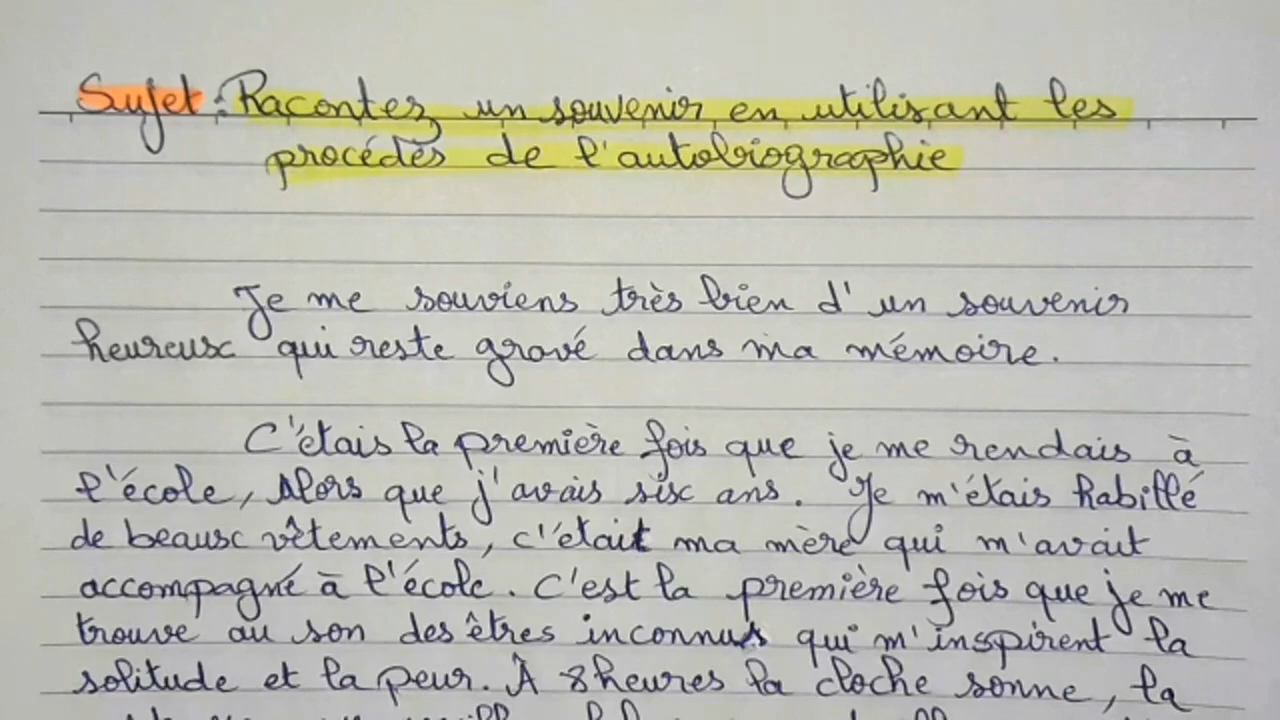 Sujet : Racontez un souvenir en utilisant les
procédés de l'autobiographie
Je me souviens très bien d'un souvenir
heureux qui reste gravé dans ma mémoire.
C'étais la première fois que je me rendais à
l'école, Alors que j'avais six ans. Je m'étais habillé
de beaux vêtements, c'était ma mère qui m'avait
accompagné à l'école. C'est la première fois que je me
trouve au son des êtres inconnus qui m'inspirent la
solitude et la peur. À 8 heures la cloche sonne, la